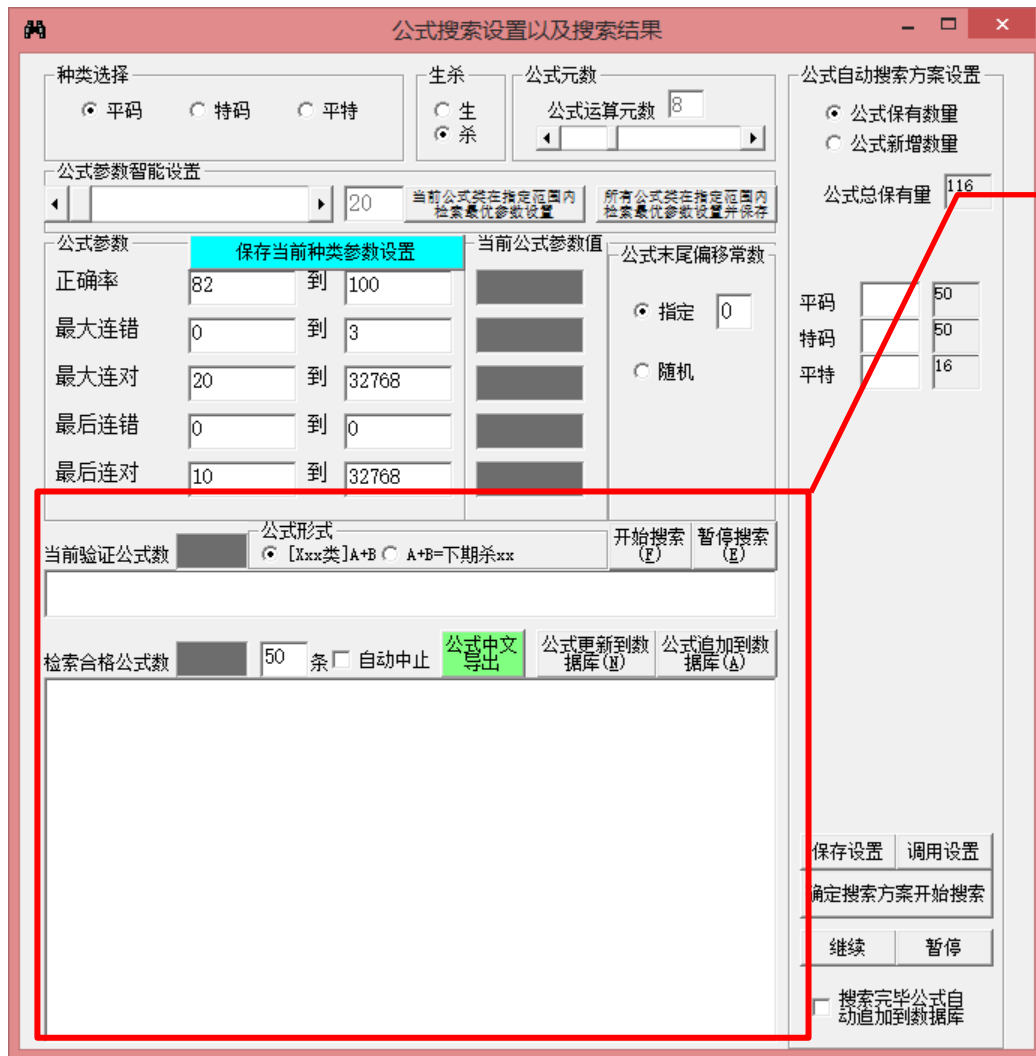 公式搜索设置以及搜索结果
种类选择
平码 特码 平特
生杀
生
杀
公式元数
公式运算元数 8
公式自动搜索方案设置
公式保有数量
公式新增数量
公式总保有量 116
公式参数智能设置
20
当前公式类在指定范围内
检索最优参数设置
所有公式类在指定范围内
检索最优参数设置并保存
公式参数
保存当前种类参数设置
当前公式参数值
公式末尾偏移常数
正确率 82 到 100
最大连错 0 到 3
最大连对 20 到 32768
最后连错 0 到 0
最后连对 10 到 32768
指定 0
随机
平码 50
特码 50
平特 16
当前验证公式数
公式形式
[Xxx类]A+B A+B=下期杀xx
开始搜索
(F)
暂停搜索
(E)
检索合格公式数 50 条 自动中止
公式中文
导出
公式更新到数
据库(N)
公式追加到数
据库(A)
保存设置 调用设置
确定搜索方案开始搜索
继续 暂停
搜索完毕公式自
动追加到数据库